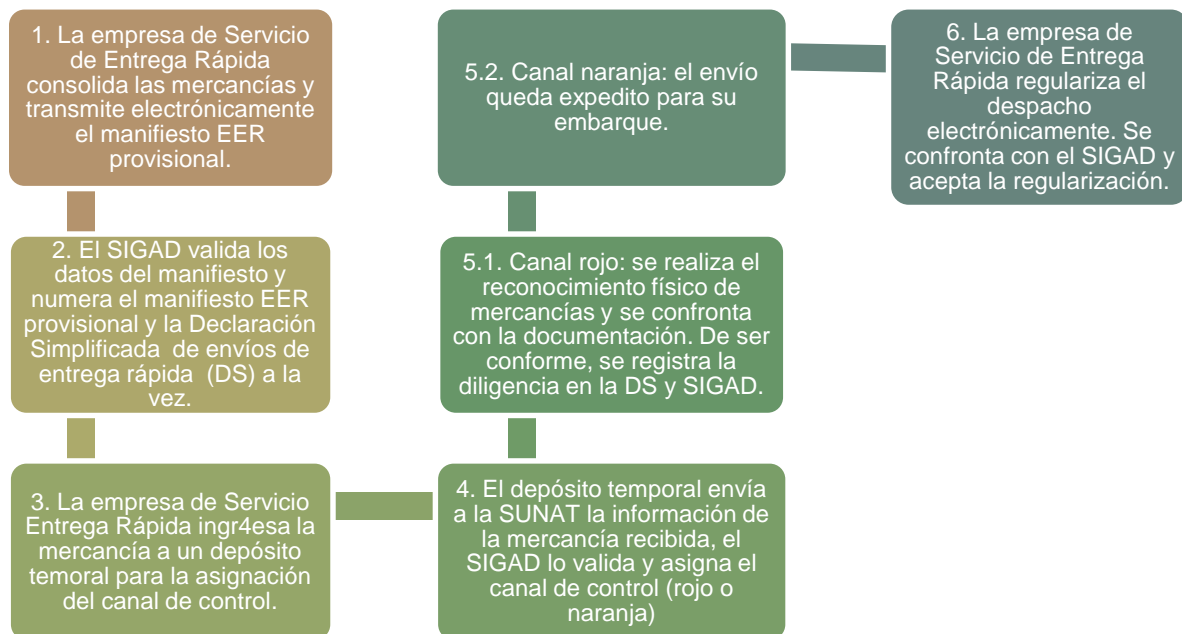 1. La empresa de Servicio
de Entrega Rápida
consolida las mercancías y
transmite electrónicamente
el manifiesto EER
provisional.
2. El SIGAD valida los
datos del manifiesto y
numera el manifiesto EER
provisional y la Declaración
Simplificada de envíos de
entrega rápida (DS) a la
vez.
3. La empresa de Servicio
Entrega Rápida ingr4esa la
mercancía a un depósito
temoral para la asignación
del canal de control.
4. El depósito temporal envía
a la SUNAT la información de
la mercancía recibida, el
SIGAD lo valida y asigna el
canal de control (rojo o
naranja)
5.1. Canal rojo: se realiza el
reconocimiento físico de
mercancías y se confronta
con la documentación. De ser
conforme, se registra la
diligencia en la DS y SIGAD.
5.2. Canal naranja: el envío
queda expedito para su
embarque.
6. La empresa de
Servicio de Entrega
Rápida regulariza el
despacho
electrónicamente. Se
confronta con el SIGAD y
acepta la regularización.